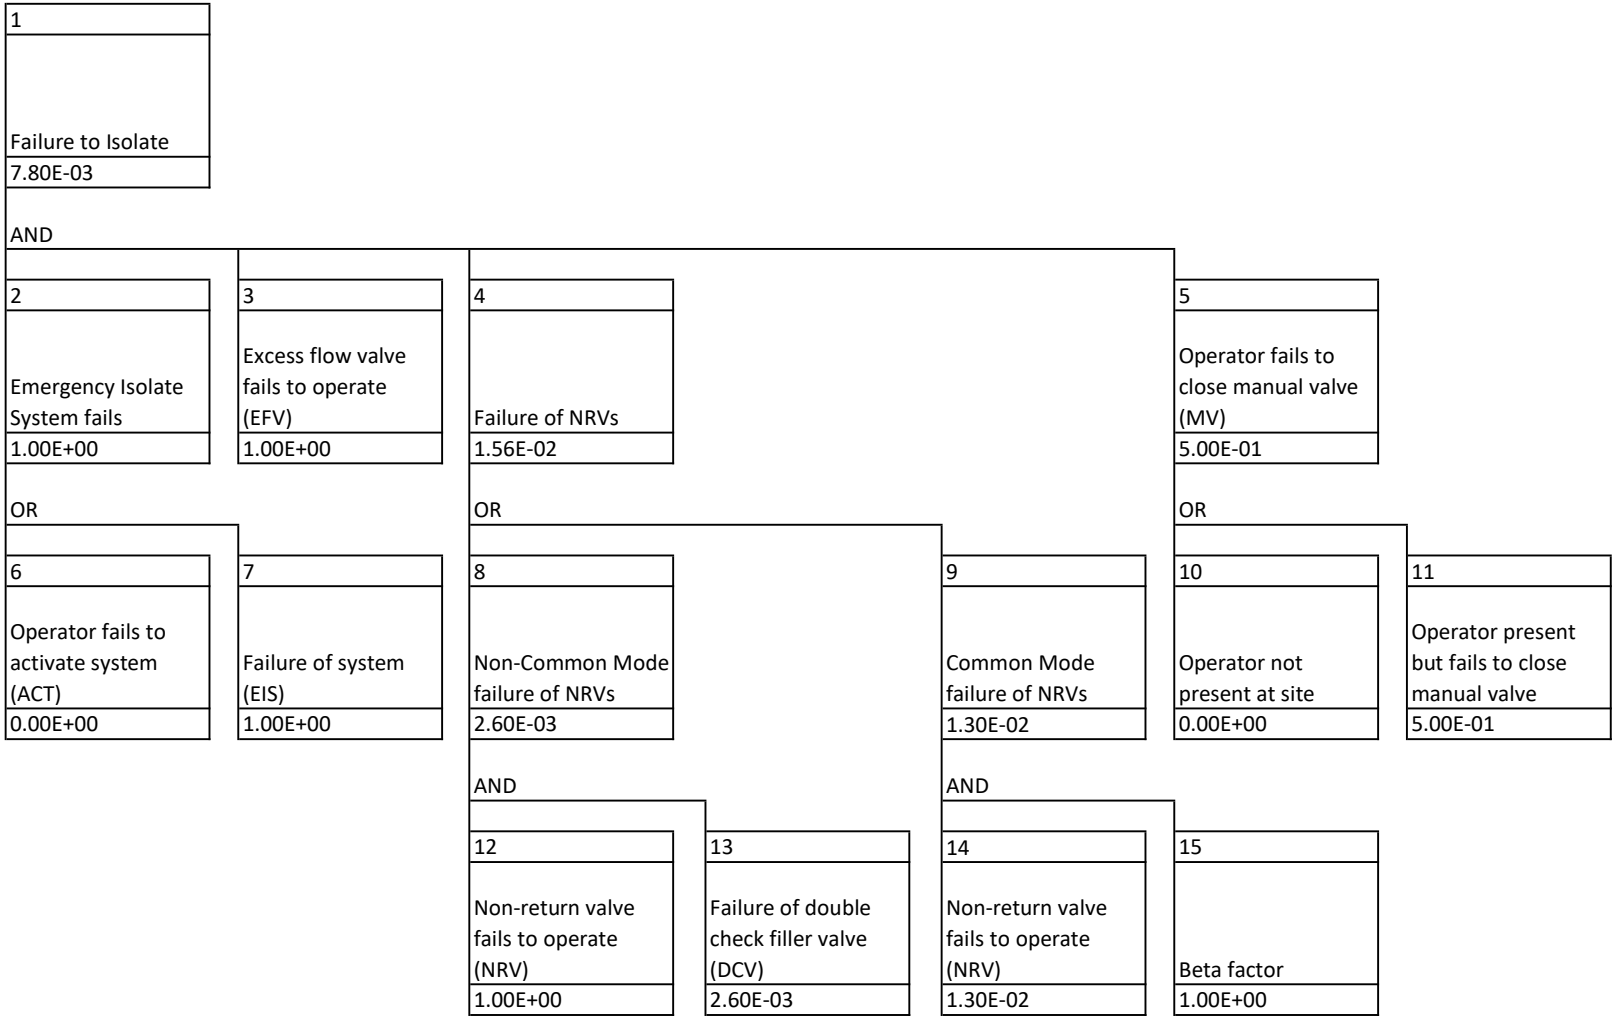 1
Failure to Isolate
7.80E-03
AND
2
Emergency Isolate
System fails
1.00E+00
3
Excess flow valve
fails to operate
(EFV)
1.00E+00
4
Failure of NRVs
1.56E-02
5
Operator fails to
close manual valve
(MV)
5.00E-01
OR
OR
OR
6
Operator fails to
activate system
(ACT)
0.00E+00
7
Failure of system
(EIS)
1.00E+00
8
Non-Common Mode
failure of NRVs
2.60E-03
9
Common Mode
failure of NRVs
1.30E-02
10
Operator not
present at site
0.00E+00
11
Operator present
but fails to close
manual valve
5.00E-01
AND
AND
12
Non-return valve
fails to operate
(NRV)
1.00E+00
13
Failure of double
check filler valve
(DCV)
2.60E-03
14
Non-return valve
fails to operate
(NRV)
1.30E-02
15
Beta factor
1.00E+00